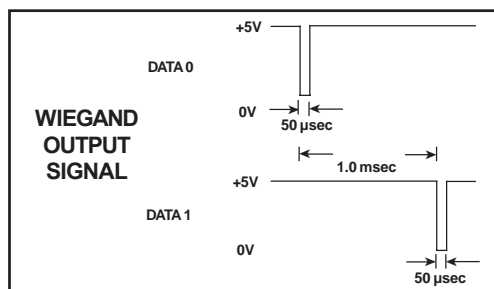 +5V
DATA 0
0V
50 µsec
WIEGAND
OUTPUT
SIGNAL
1.0 msec
+5V
DATA 1
0V
50 µsec